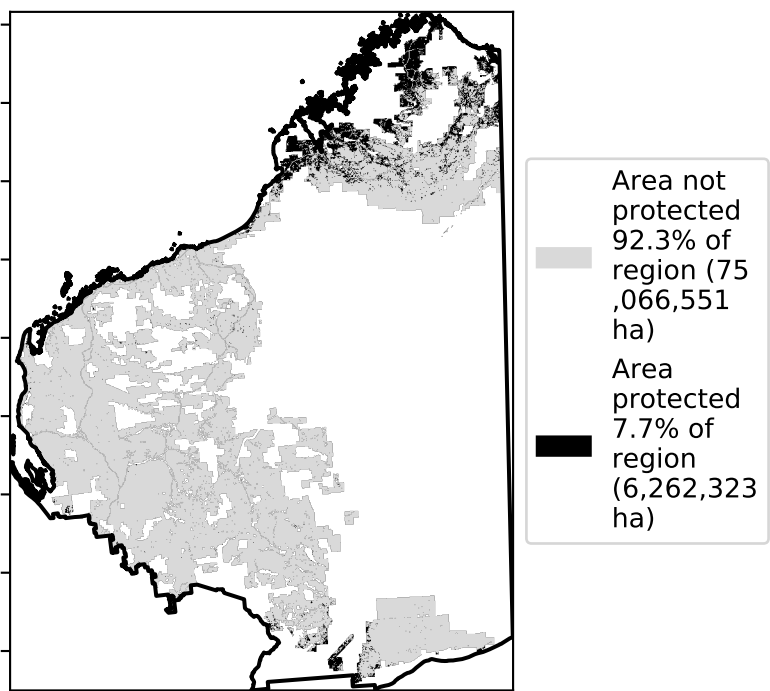 Area not
protected
92.3% of
region (75
,066,551
ha)
Area
protected
7.7% of
region
(6,262,323
ha)